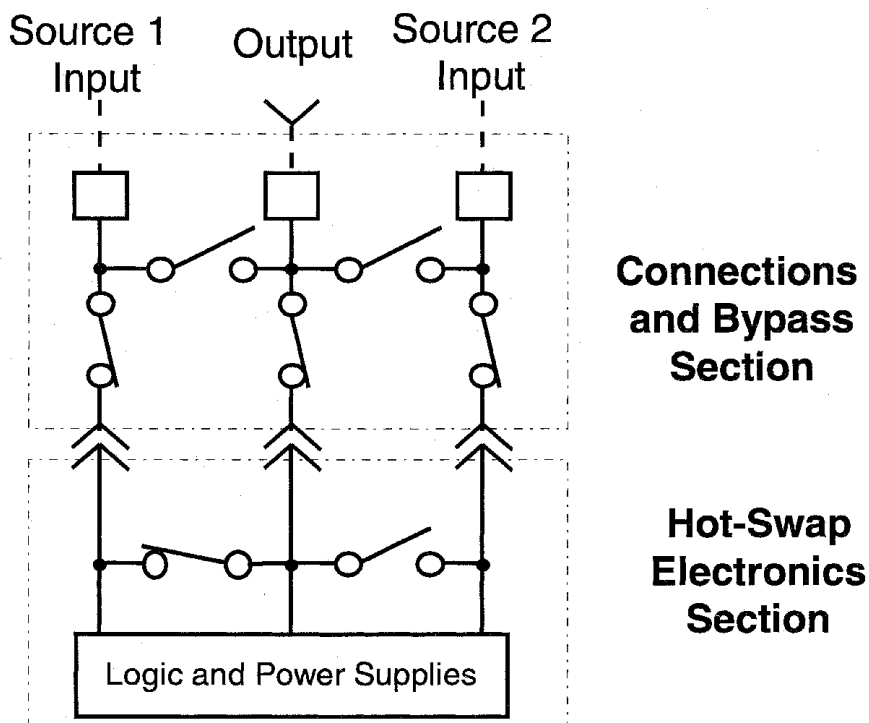 Source 1
Input
Output
Source 2
Input
Connections
and Bypass
Section
Hot-Swap
Electronics
Section
Logic and Power Supplies